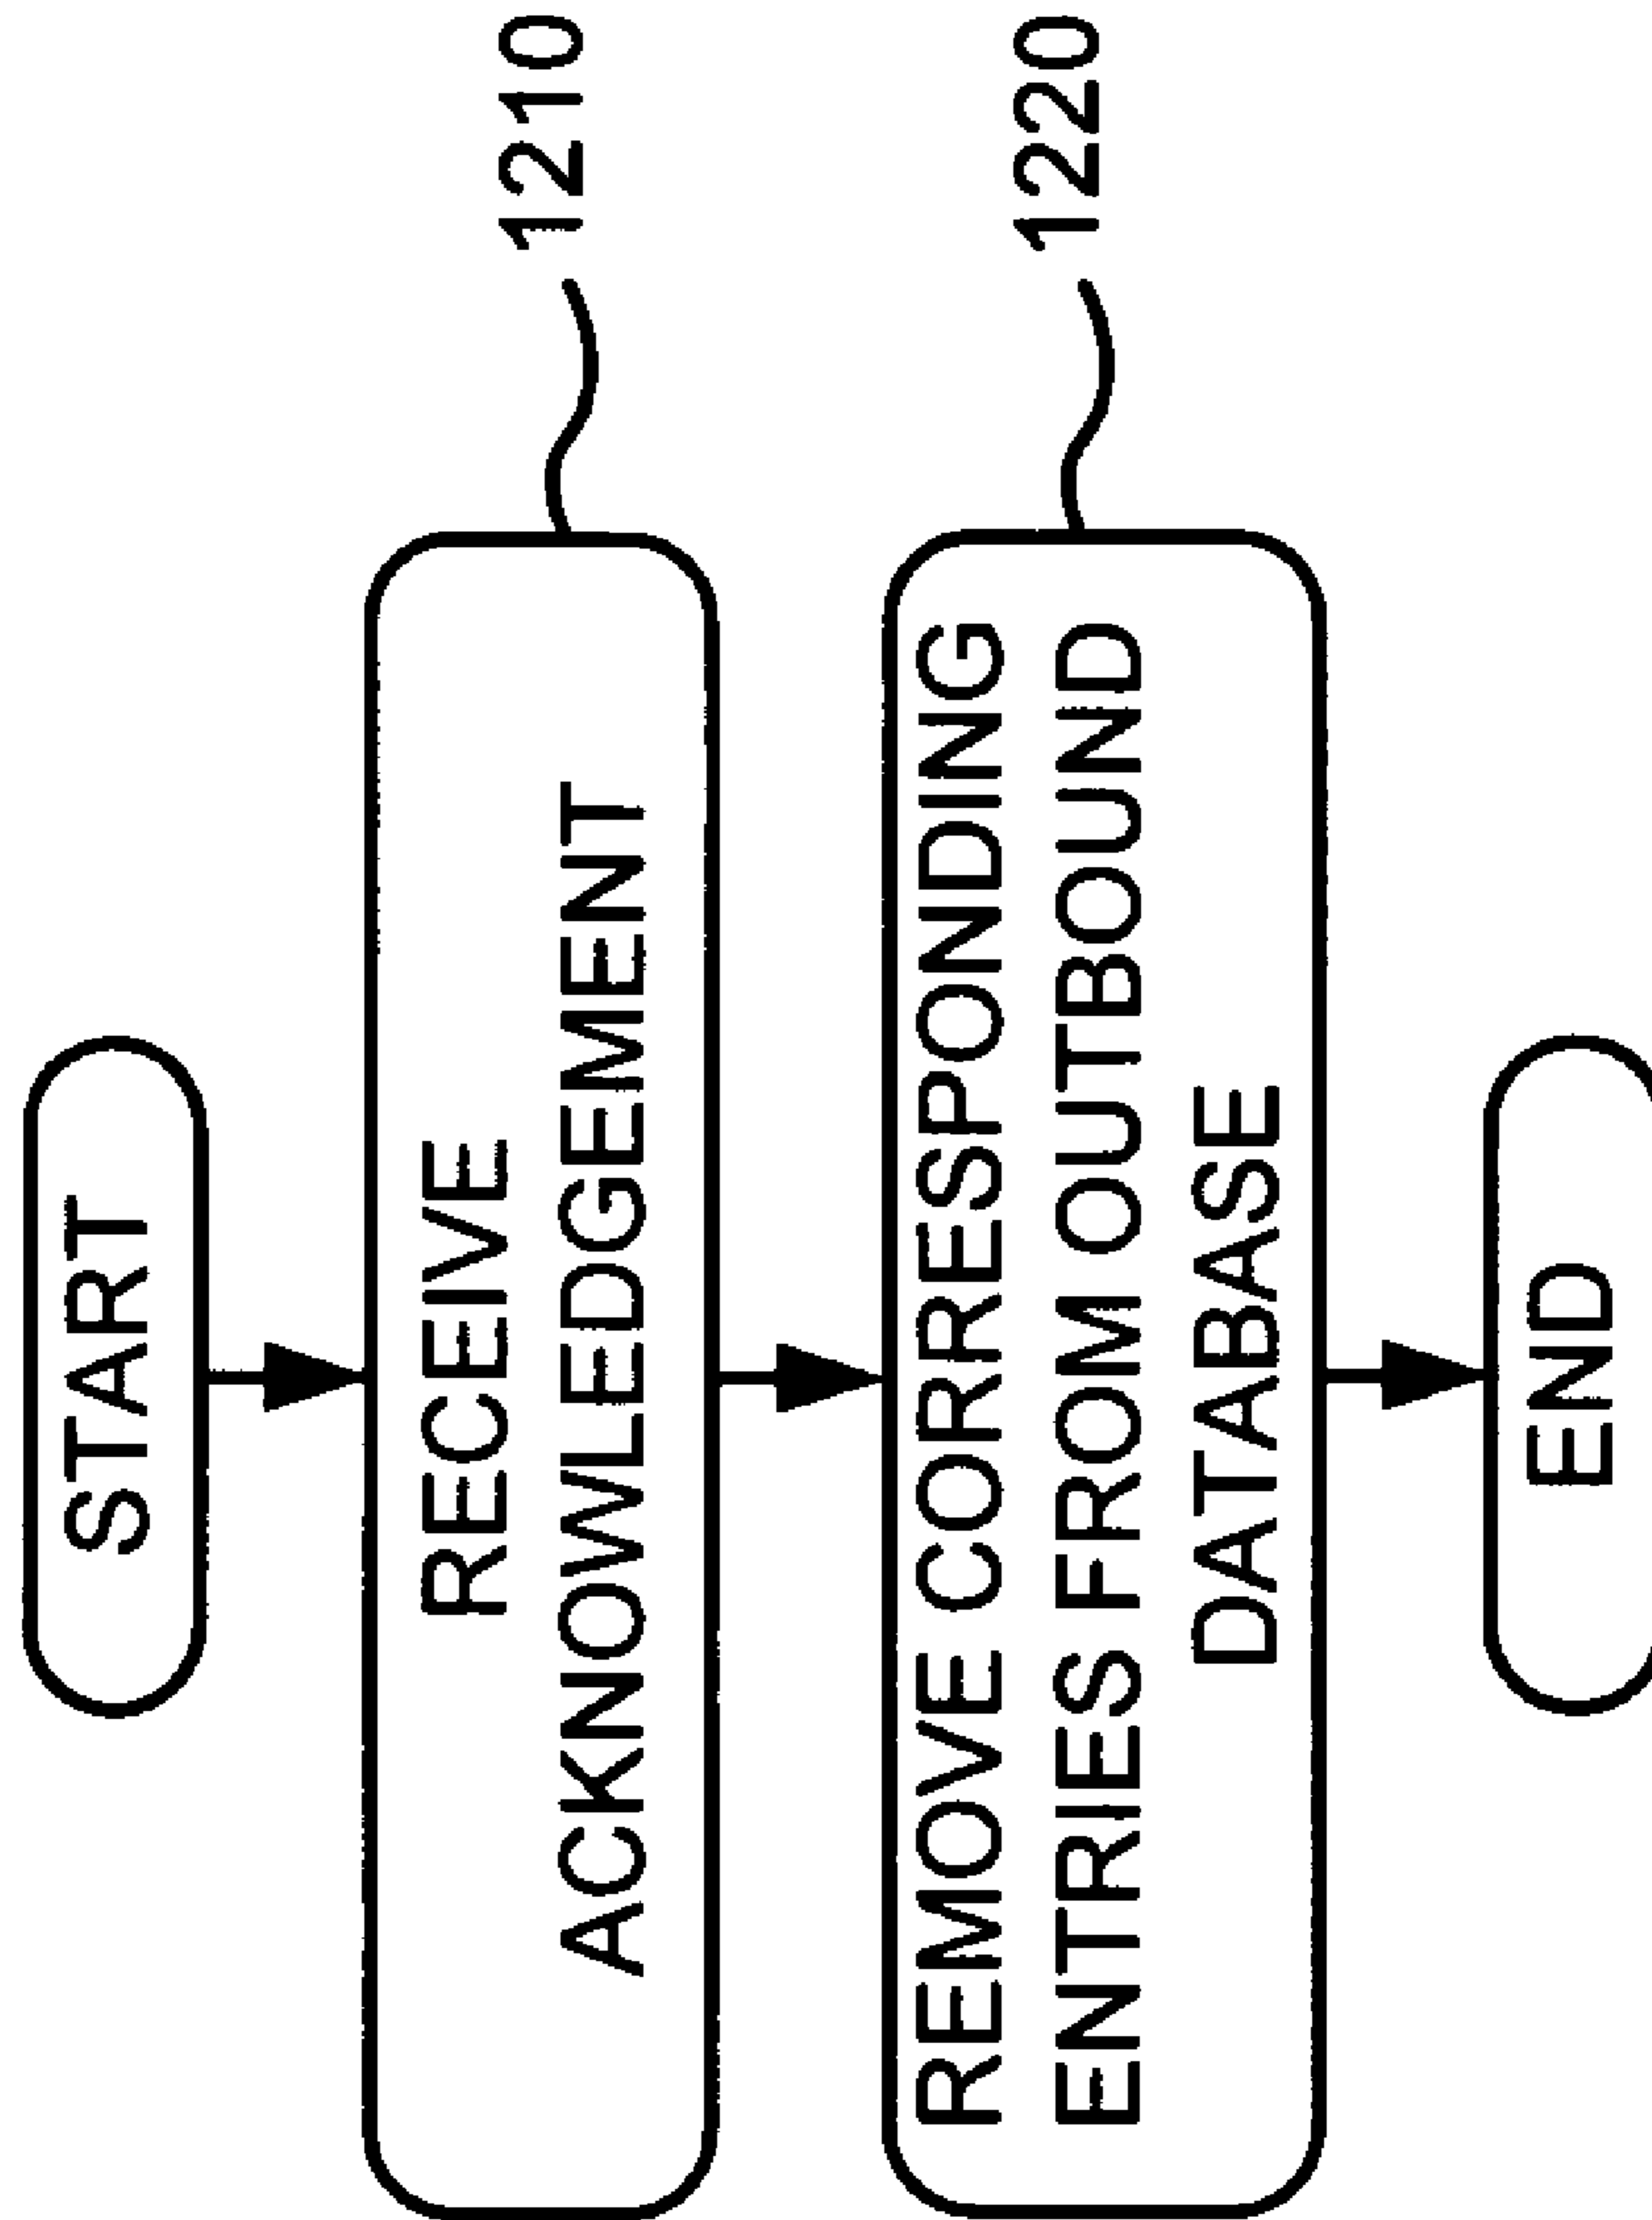 START
RECEIVE
ACKNOWLEDGEMENT
1210
REMOVE CORRESPONDING
ENTRIES FROM OUTBOUND
DATABASE
1220
END